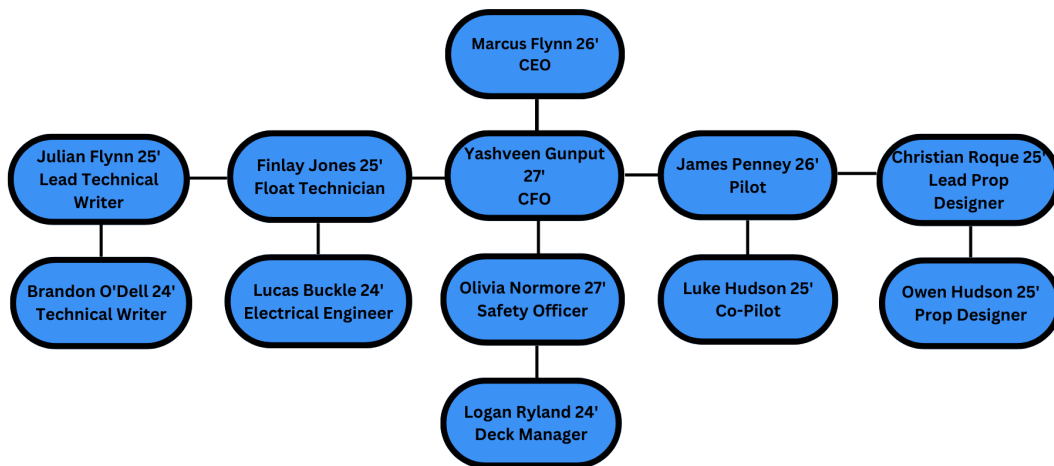 Marcus Flynn 26'
CEO
Julian Flynn 25'
Lead Technical
Writer
Finlay Jones 25'
Float Technician
Yashveen Gunput
27'
CFO
James Penney 26'
Pilot
Christian Roque 25'
Lead Prop
Designer
Brandon O'Dell 24'
Technical Writer
Lucas Buckle 24'
Electrical Engineer
Olivia Normore 27'
Safety Officer
Luke Hudson 25'
Co-Pilot
Owen Hudson 25'
Prop Designer
Logan Ryland 24'
Deck Manager